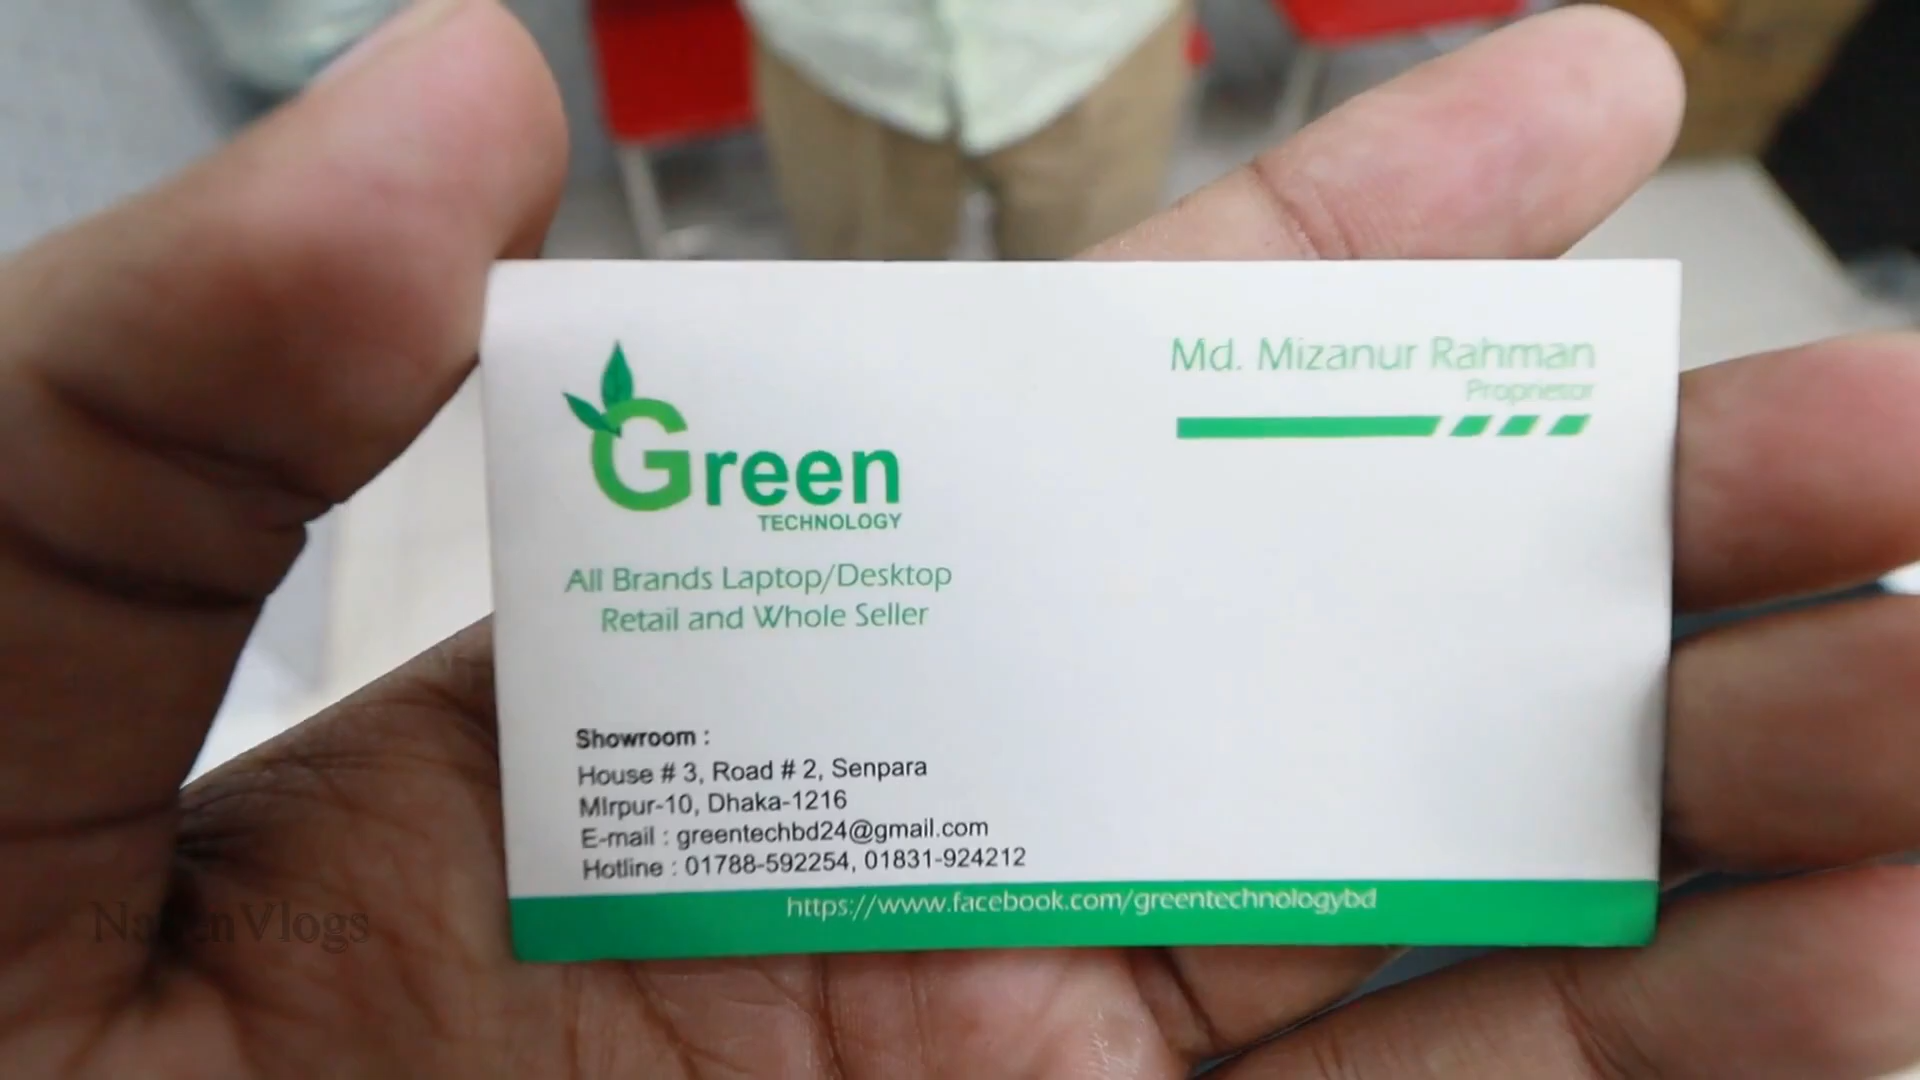 Green
TECHNOLOGY
All Brands Laptop/Desktop
Retail and Whole Seller
Md. Mizanur Rahman
Proprietor
Showroom :
House # 3, Road # 2, Senpara
MIrpur-10, Dhaka-1216
E-mail : greentechbd24@gmail.com
Hotline : 01788-592254, 01831-924212
https://www.facebook.com/greentechnologybd
Vlogs